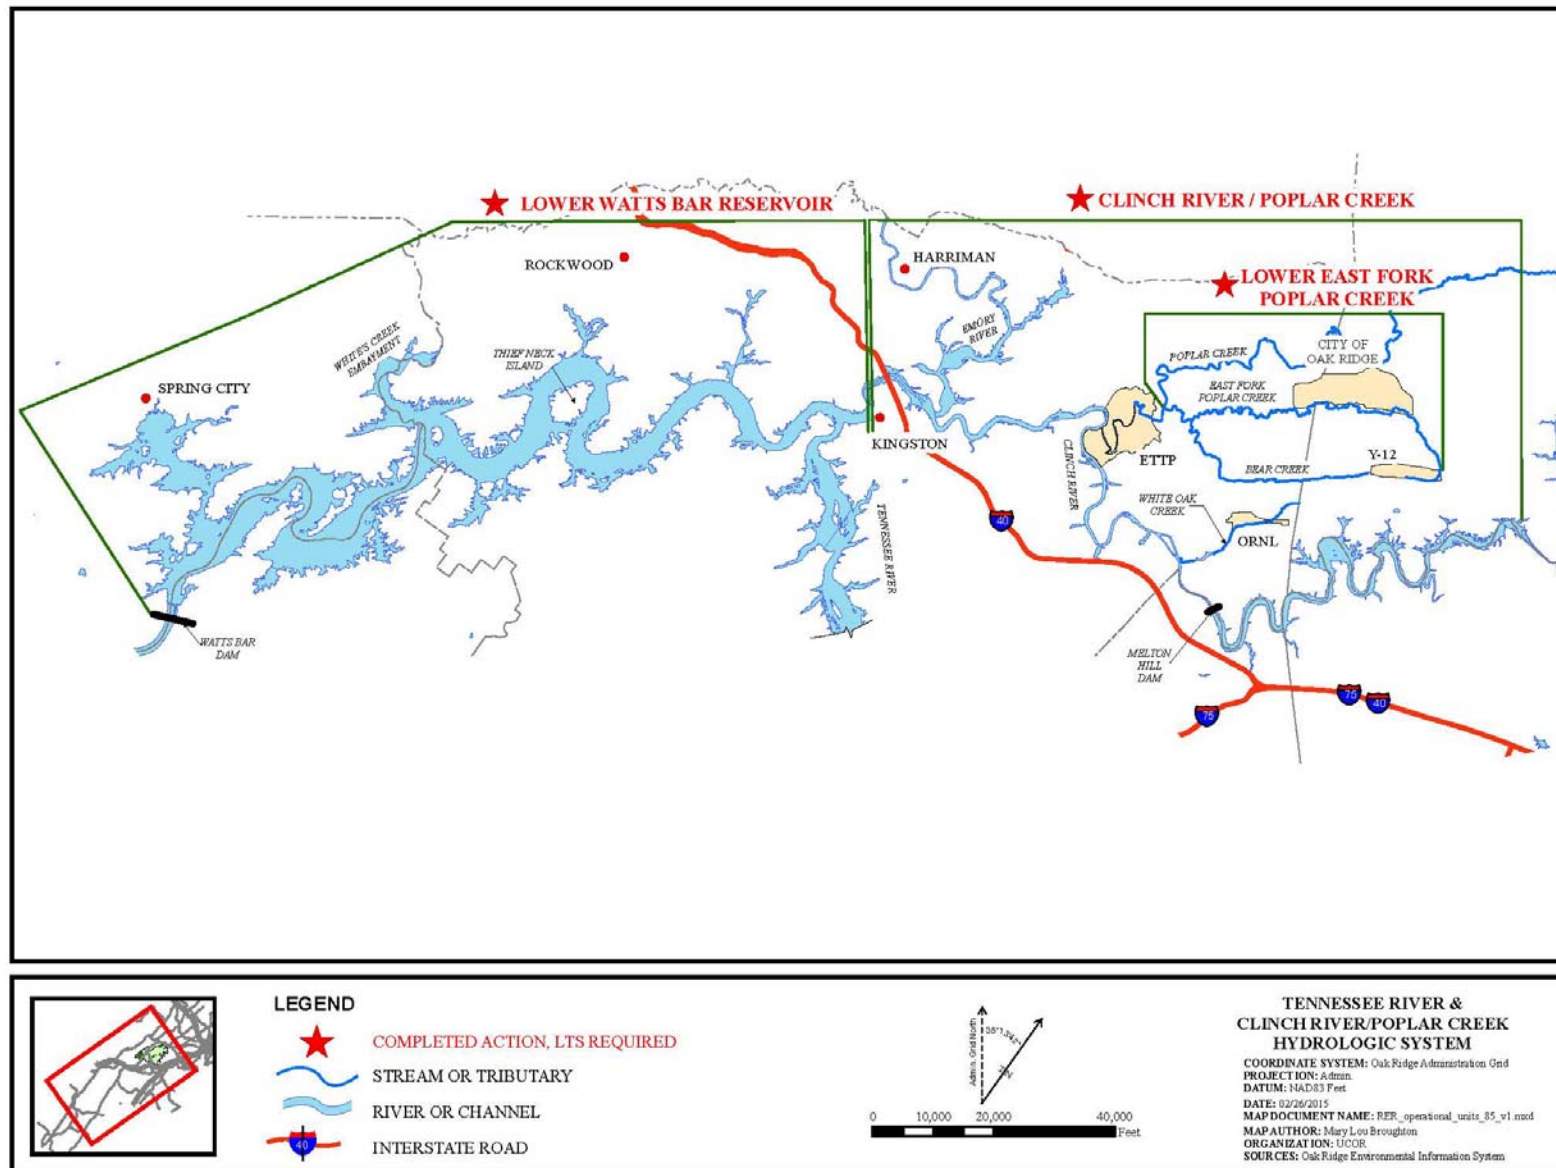 LOWER WATTS BAR RESERVOIR
CLINCH RIVER / POPLAR CREEK
LOWER EAST FORK
POPLAR CREEK
ROCKWOOD
HARRIMAN
EMORY
RIVER
WHITE'S CREEK
EMBAYMENT
THIEF NECK
ISLAND
SPRING CITY
POPLAR CREEK
CITY OF
OAK RIDGE
EAST FORK
POPLAR CREEK
KINGSTON
ETTP
CLINCH RIVER
BEAR CREEK
Y-12
WHITE OAK
CREEK
ORNL
TENNESSEE RIVER
40
WATTS BAR
DAM
MELTON
HILL
DAM
75
75
40
LEGEND
COMPLETED ACTION, LTS REQUIRED
STREAM OR TRIBUTARY
RIVER OR CHANNEL
40
INTERSTATE ROAD
Admin. Grid North
0 10,000 20,000 40,000
Feet
TENNESSEE RIVER &
CLINCH RIVER/POPLAR CREEK
HYDROLOGIC SYSTEM
COORDINATE SYSTEM: Oak Ridge Administration Grid
PROJECTION: Admin.
DATUM: NAD83 Feet
DATE: 02/26/2015
MAP DOCUMENT NAME: RER_operational_units_85_v1.mxd
MAP AUTHOR: Mary Lou Broughton
ORGANIZATION: UCOR
SOURCES: Oak Ridge Environmental Information System